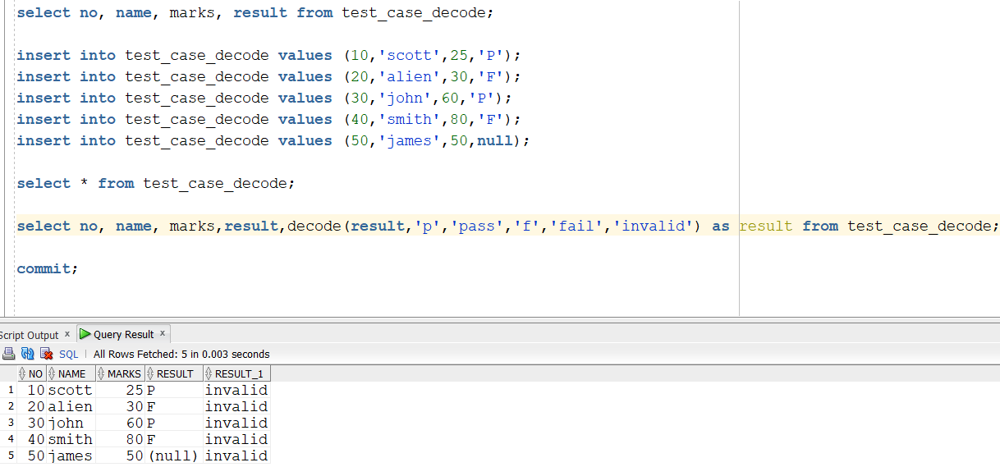 select no, name, marks, result from test_case_decode;
insert into test_case_decode values (10,'scott',25,'P');
insert into test_case_decode values (20,'alien',30,'F');
insert into test_case_decode values (30,'john',60,'P');
insert into test_case_decode values (40,'smith',80,'F');
insert into test_case_decode values (50,'james',50,null);
select * from test_case_decode;
select no, name, marks,result,decode(result,'p','pass','f','fail','invalid') as result from test_case_decode;
commit;
Script Output x Query Result x
SQL | All Rows Fetched: 5 in 0.003 seconds
NO NAME MARKS RESULT RESULT_1
1 10 scott 25 P invalid
2 20 alien 30 F invalid
3 30 john 60 P invalid
4 40 smith 80 F invalid
5 50 james 50 (null) invalid